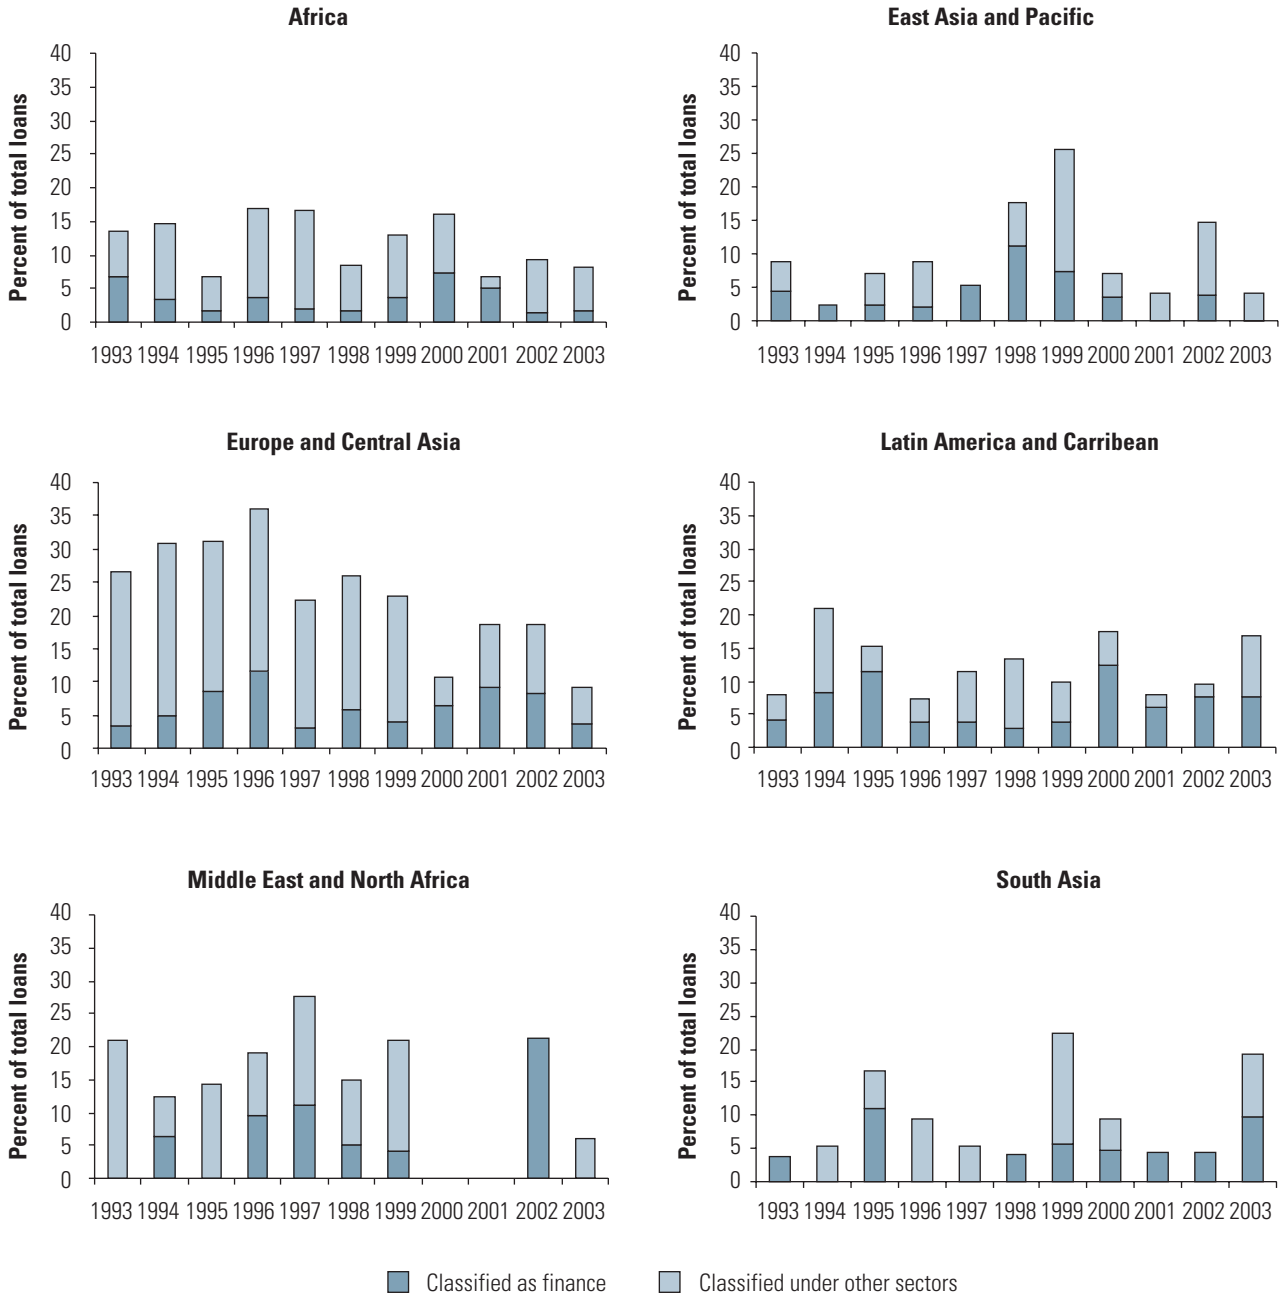 Africa
Percent of total loans
40
35
30
25
20
15
10
5
0
1993 1994 1995 1996 1997 1998 1999 2000 2001 2002 2003
East Asia and Pacific
Percent of total loans
40
35
30
25
20
15
10
5
0
1993 1994 1995 1996 1997 1998 1999 2000 2001 2002 2003
Europe and Central Asia
Percent of total loans
40
35
30
25
20
15
10
5
0
1993 1994 1995 1996 1997 1998 1999 2000 2001 2002 2003
Latin America and Carribean
Percent of total loans
40
35
30
25
20
15
10
5
0
1993 1994 1995 1996 1997 1998 1999 2000 2001 2002 2003
Middle East and North Africa
Percent of total loans
40
35
30
25
20
15
10
5
0
1993 1994 1995 1996 1997 1998 1999 2000 2001 2002 2003
South Asia
Percent of total loans
40
35
30
25
20
15
10
5
0
1993 1994 1995 1996 1997 1998 1999 2000 2001 2002 2003
Classified as finance
Classified under other sectors